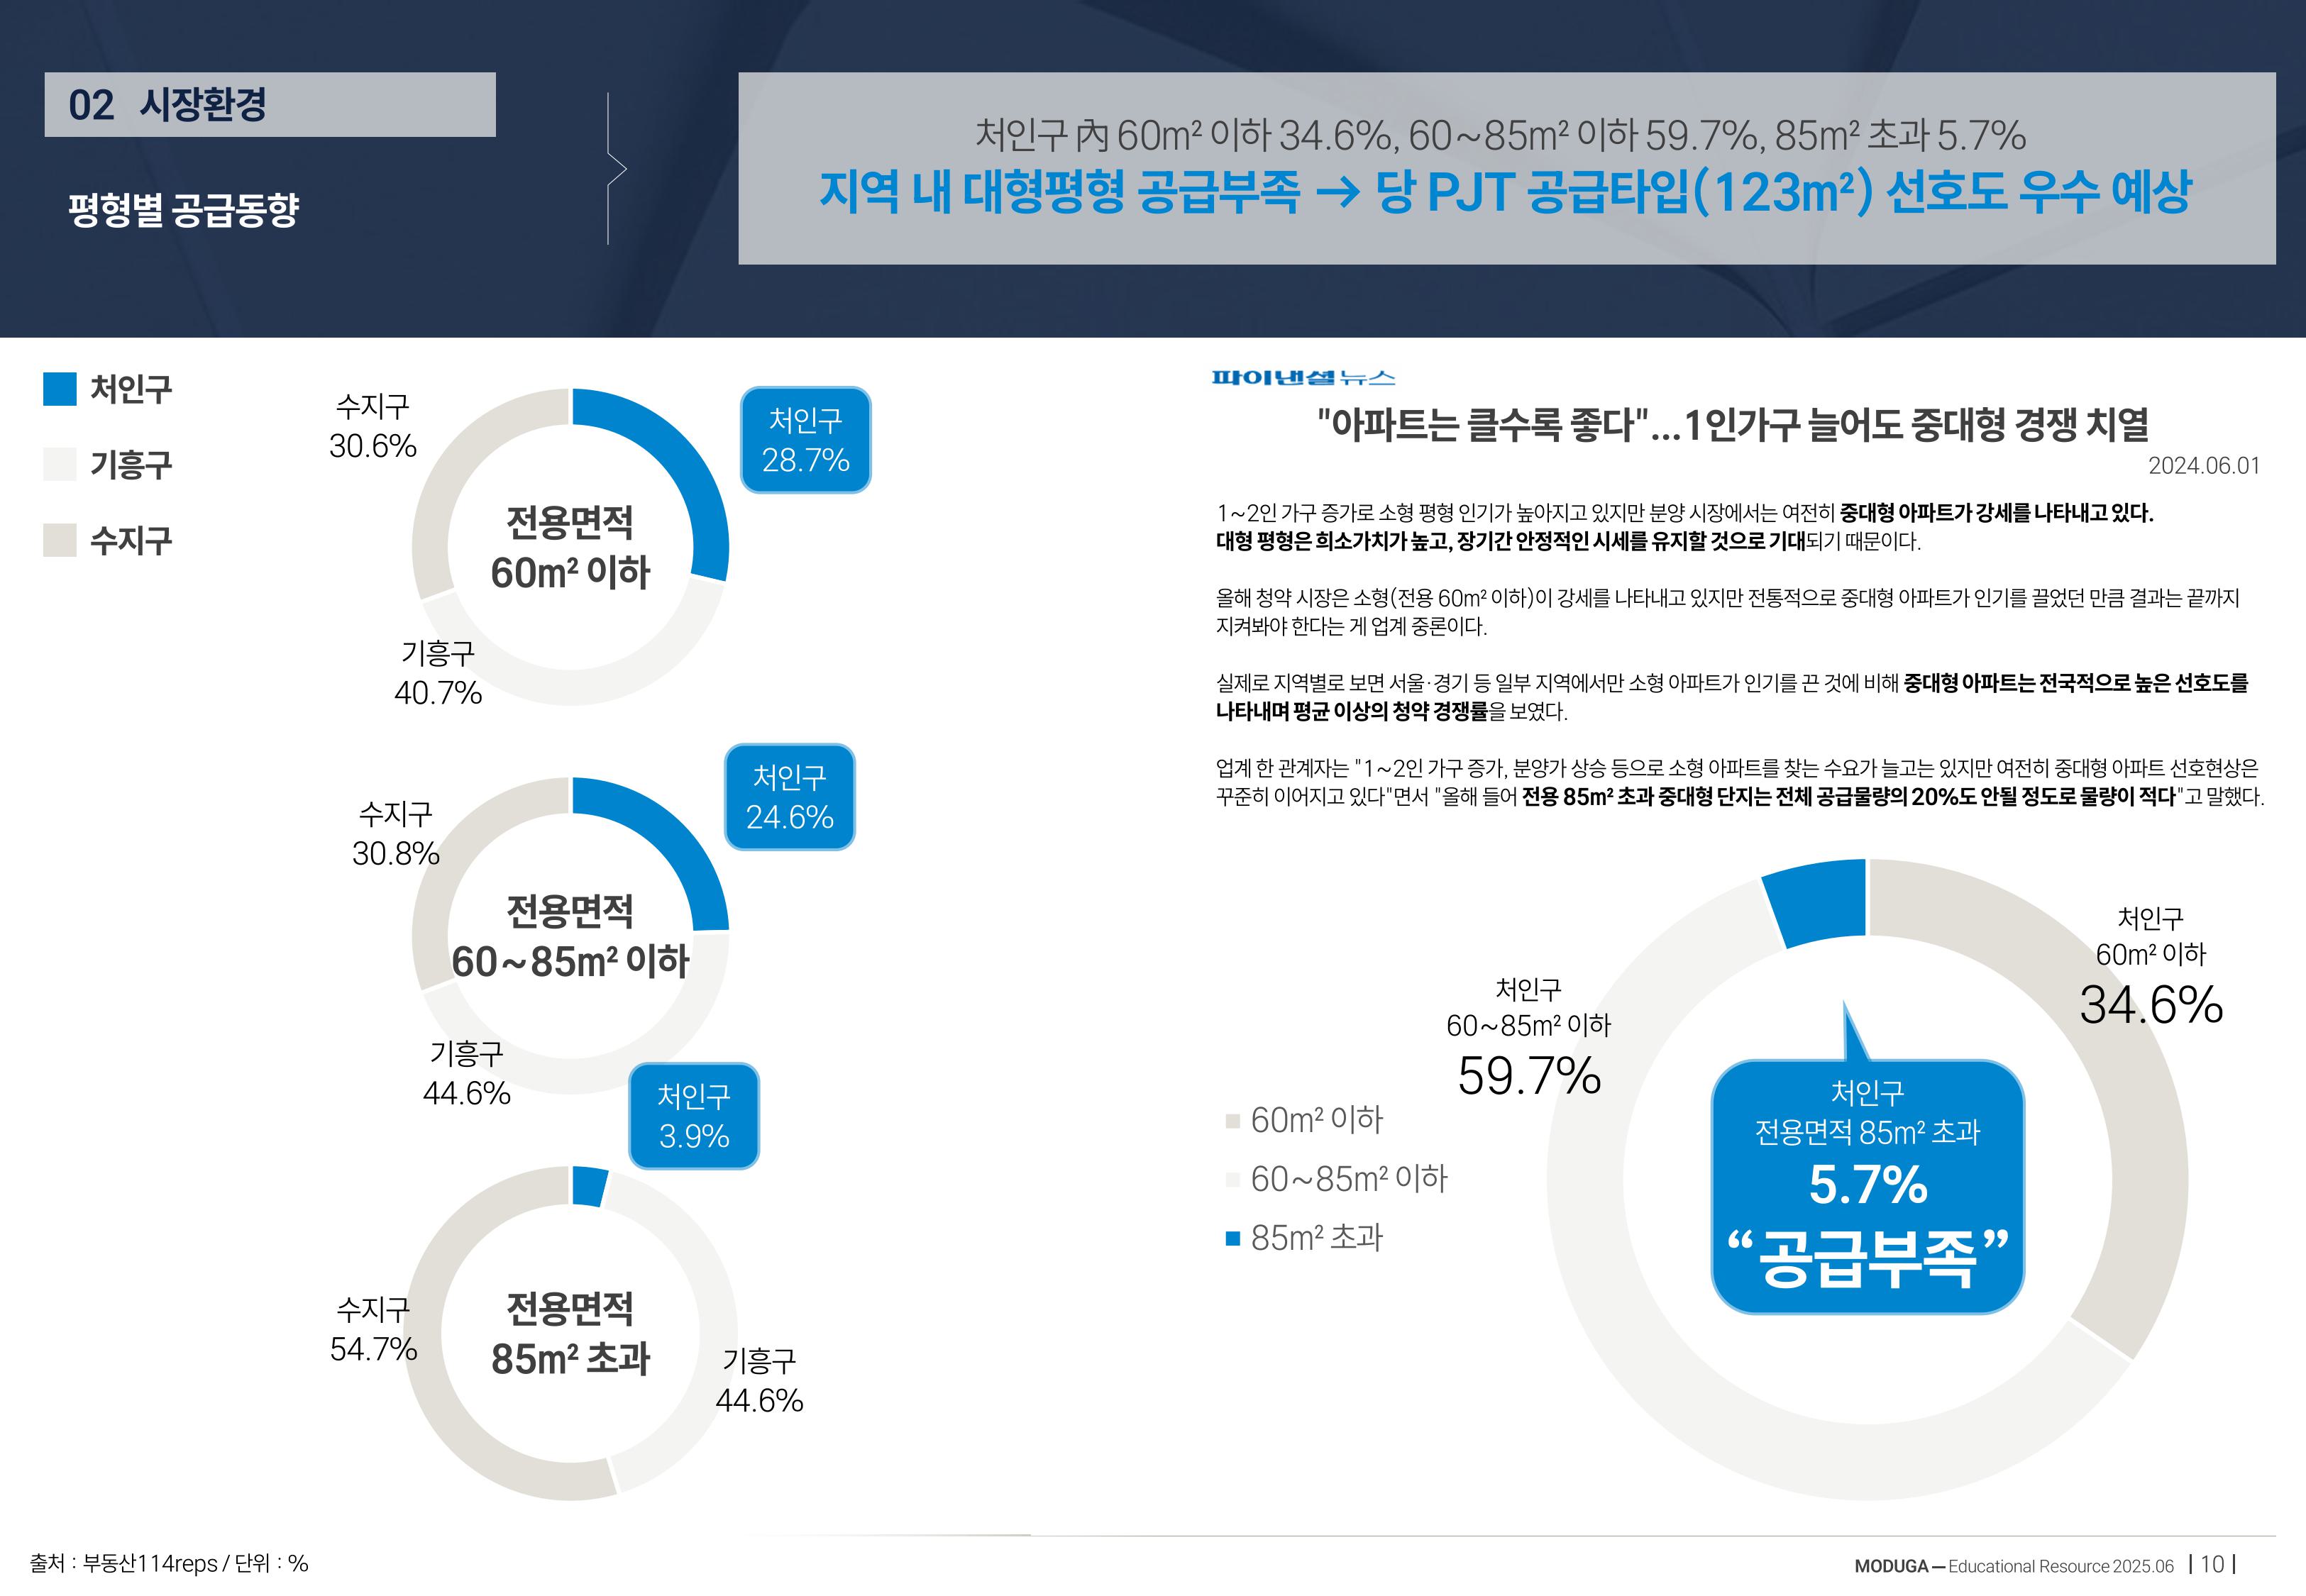 02 시장환경
평형별 공급동향
처인구 內 60m² 이하 34.6%, 60~85m² 이하 59.7%, 85m² 초과 5.7%
지역 내 대형평형 공급부족 → 당 PJT 공급타입(123m²) 선호도 우수 예상
처인구
기흥구
수지구
수지구
30.6%
처인구
28.7%
전용면적
60m² 이하
기흥구
40.7%
처인구
24.6%
수지구
30.8%
전용면적
60~85m² 이하
기흥구
44.6%
처인구
3.9%
수지구
54.7%
전용면적
85m² 초과
기흥구
44.6%
파이낸셜뉴스
"아파트는 클수록 좋다"...1인가구 늘어도 중대형 경쟁 치열
2024.06.01
1~2인 가구 증가로 소형 평형 인기가 높아지고 있지만 분양 시장에서는 여전히 중대형 아파트가 강세를 나타내고 있다.
대형 평형은 희소가치가 높고, 장기간 안정적인 시세를 유지할 것으로 기대되기 때문이다.
올해 청약 시장은 소형(전용 60m² 이하)이 강세를 나타내고 있지만 전통적으로 중대형 아파트가 인기를 끌었던 만큼 결과는 끝까지
지켜봐야 한다는 게 업계 중론이다.
실제로 지역별로 보면 서울·경기 등 일부 지역에서만 소형 아파트가 인기를 끈 것에 비해 중대형 아파트는 전국적으로 높은 선호도를
나타내며 평균 이상의 청약 경쟁률을 보였다.
업계 한 관계자는 "1~2인 가구 증가, 분양가 상승 등으로 소형 아파트를 찾는 수요가 늘고는 있지만 여전히 중대형 아파트 선호현상은
꾸준히 이어지고 있다"면서 "올해 들어 전용 85m² 초과 중대형 단지는 전체 공급물량의 20%도 안될 정도로 물량이 적다"고 말했다.
처인구
60m² 이하
34.6%
처인구
60~85m² 이하
59.7%
60m² 이하
60~85m² 이하
85m² 초과
처인구
전용면적 85m² 초과
5.7%
“공급부족”
출처 : 부동산114reps / 단위 : %
MODUGA — Educational Resource 2025.06 | 10 |